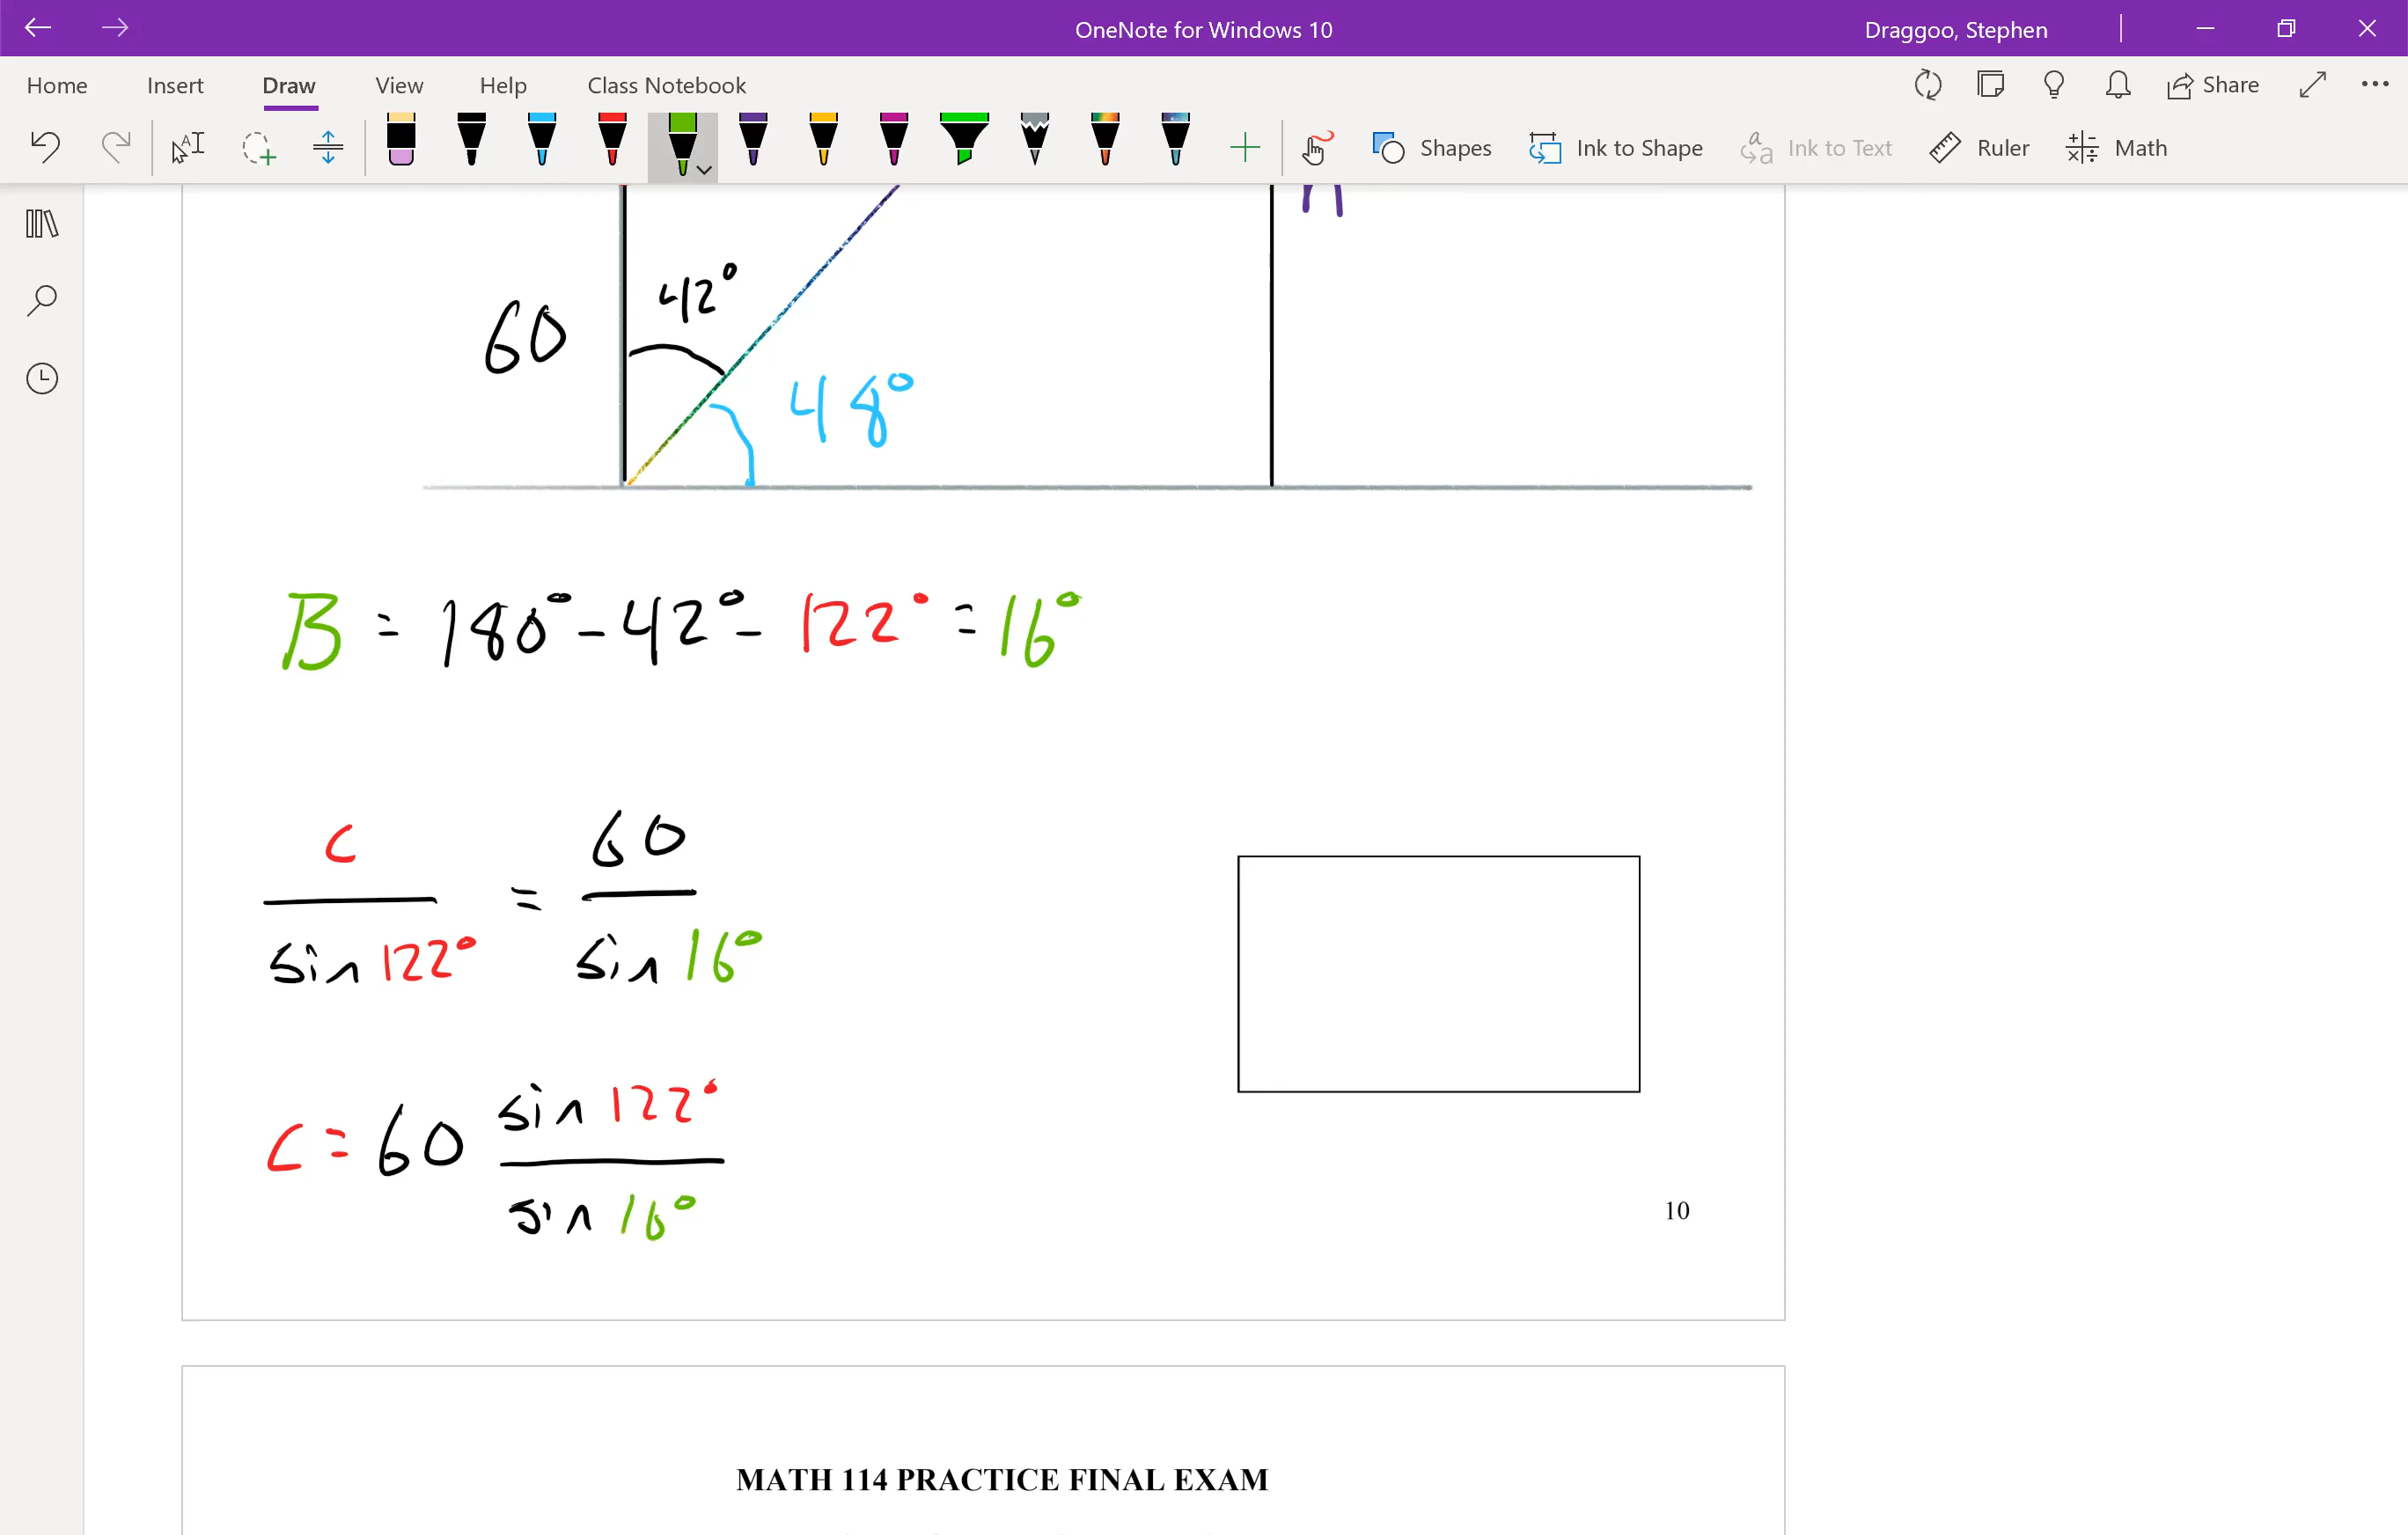 OneNote for Windows 10
Draggoo, Stephen
Home Insert Draw View Help Class Notebook Share
Shapes Ink to Shape Ink to Text Ruler Math
42°
60
48°
B = 180° - 42° - 122° = 16°
c / sin 122° = 60 / sin 16°
c = 60 sin 122° / sin 16°
10
MATH 114 PRACTICE FINAL EXAM